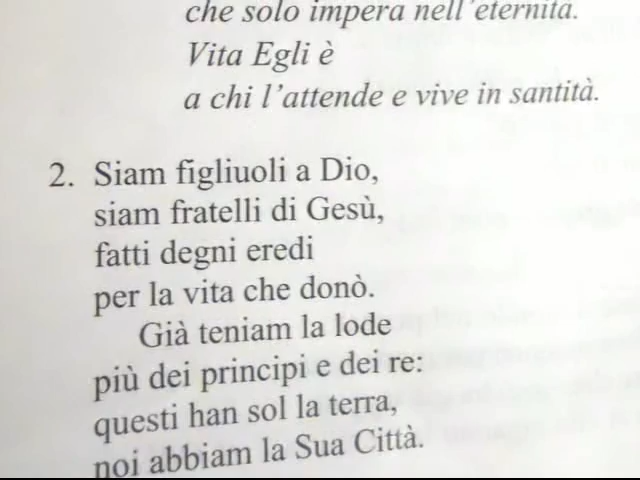 che solo impera nell'eternità.
Vita Egli è
a chi l'attende e vive in santità.
2. Siam figliuoli a Dio,
siam fratelli di Gesù,
fatti degni eredi
per la vita che donò.
Già teniam la lode
più dei principi e dei re:
questi han sol la terra,
noi abbiam la Sua Città.